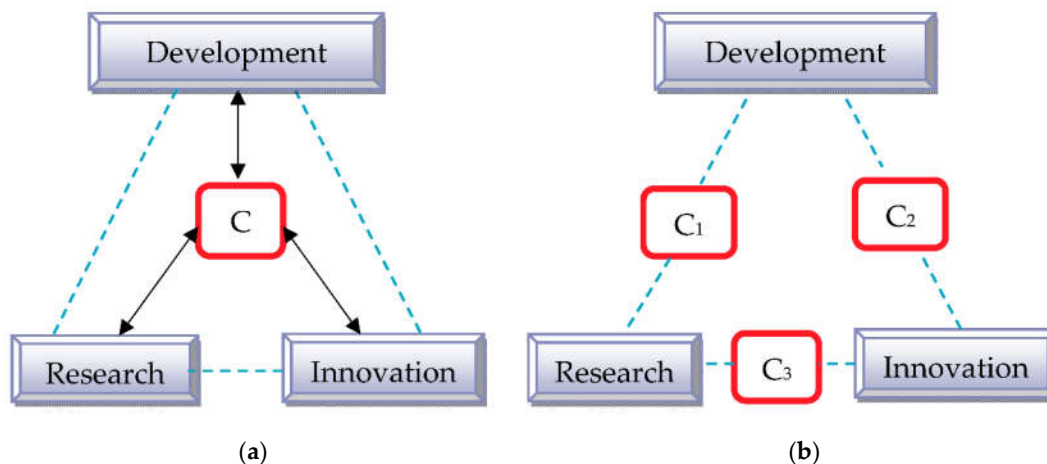 Development
C
Research
Innovation
(a)
Development
C₁
C₂
Research
C₃
Innovation
(b)